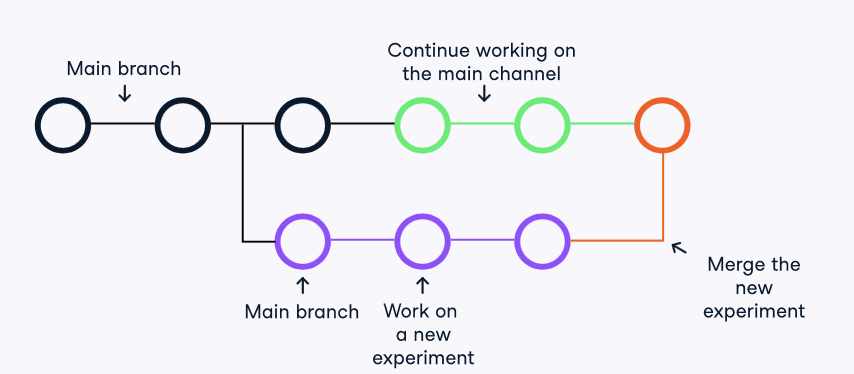 Main branch
Continue working on
the main channel
Main branch
Work on
a new
experiment
Merge the
new
experiment